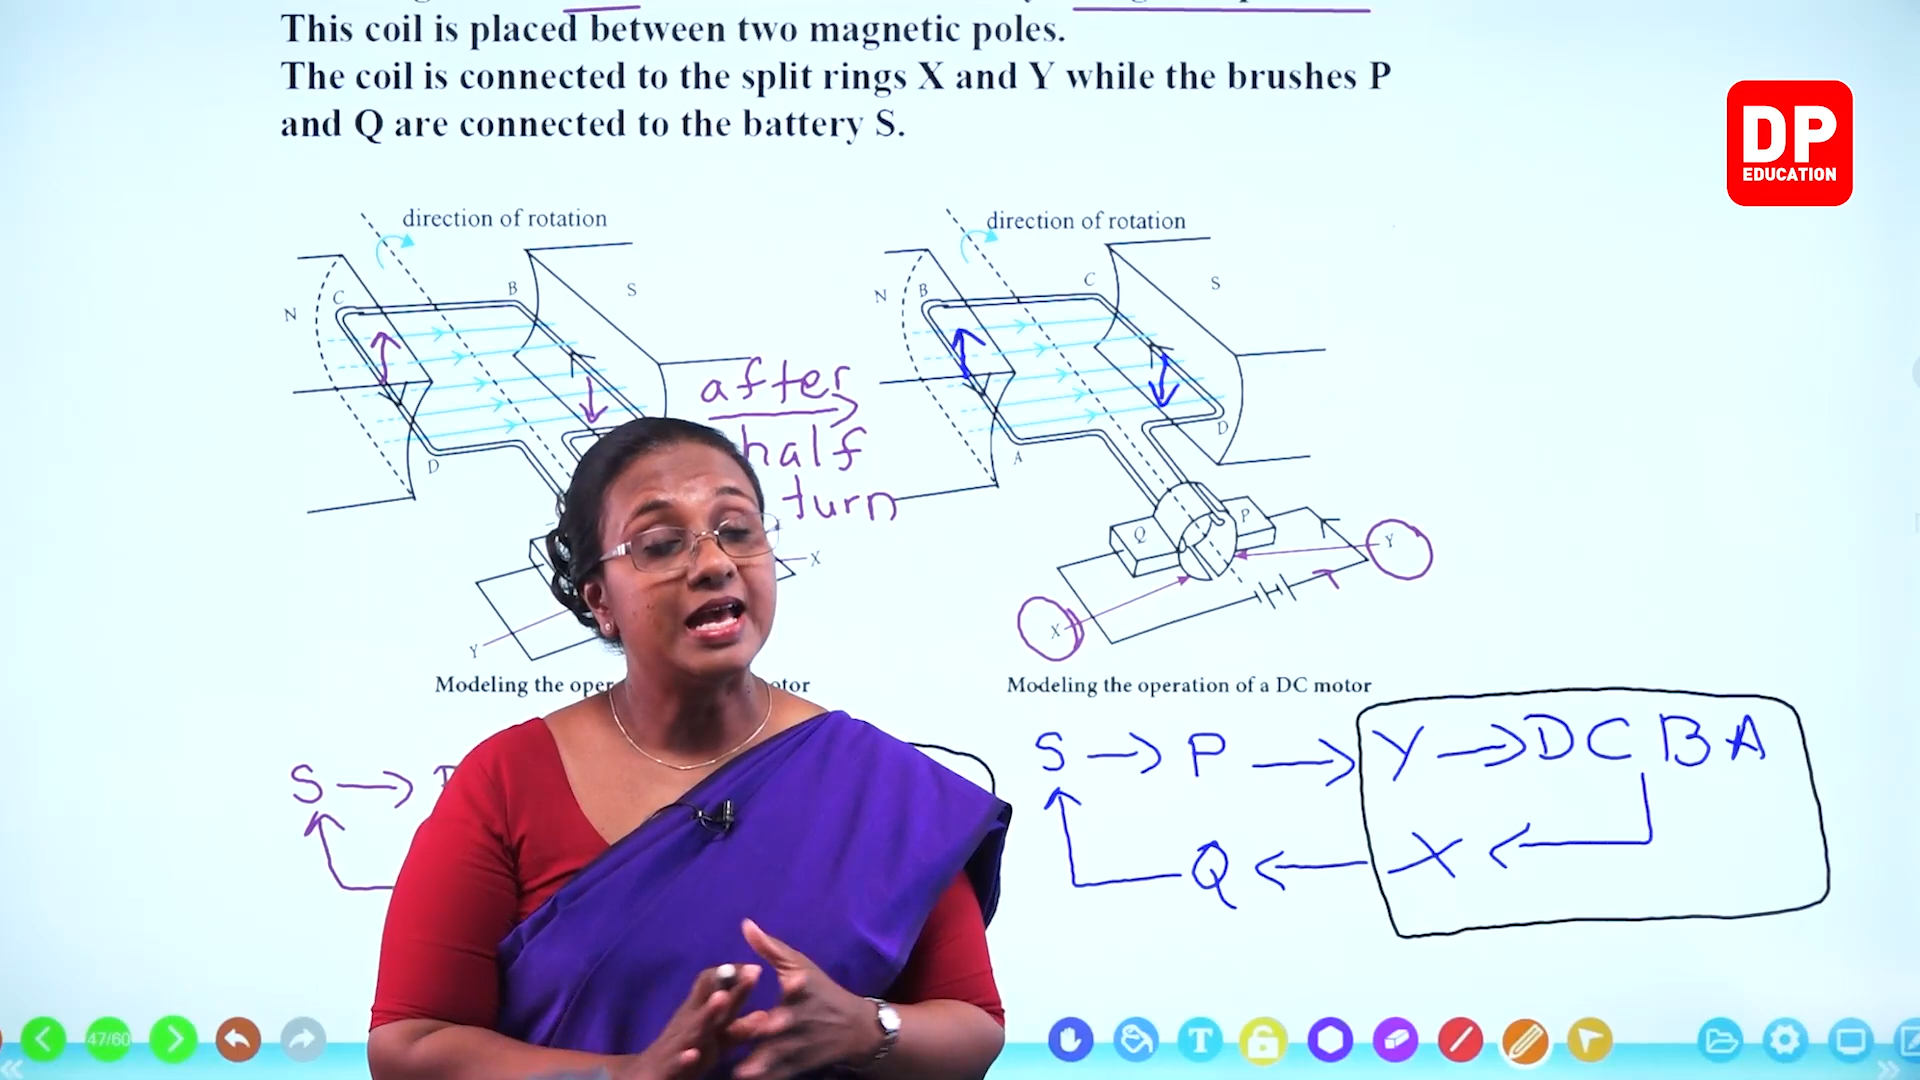 This coil is placed between two magnetic poles.
The coil is connected to the split rings X and Y while the brushes P
and Q are connected to the battery S.
DP
EDUCATION
direction of rotation
N
C
B
S
D
X
Y
after
half
turn
direction of rotation
N
B
C
S
A
D
Q
P
Y
X
Modeling the
Modeling the operation of a DC motor
S →
S → P → Y → D C B A
Q ← X ←
47/60
T